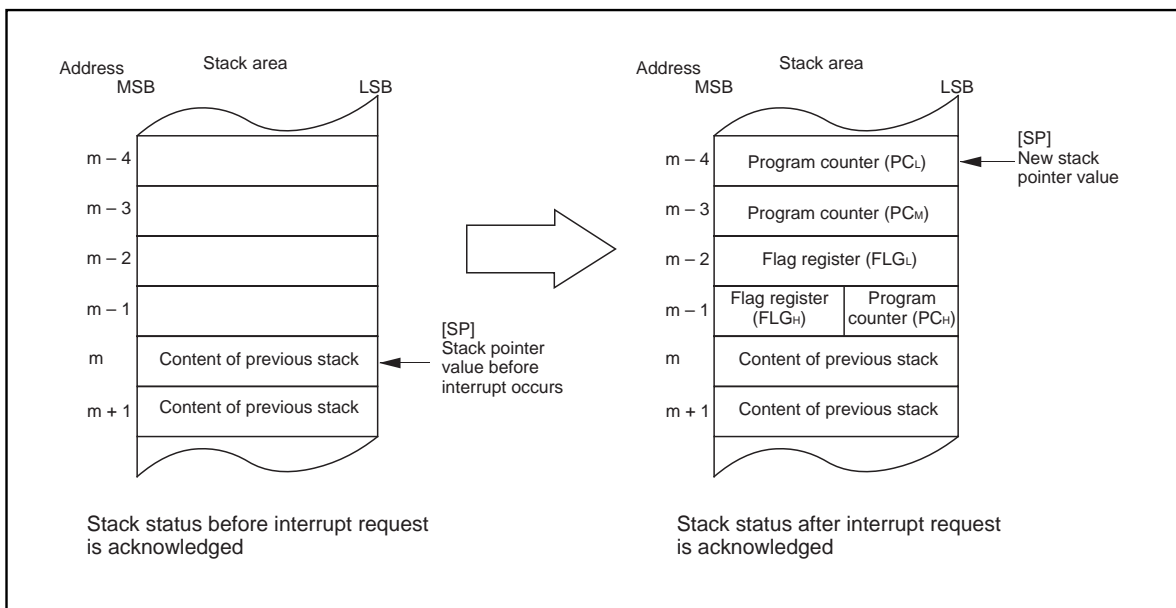 Address
MSB
Stack area
LSB
m – 4
m – 3
m – 2
m – 1
m
Content of previous stack
m + 1
Content of previous stack
[SP]
Stack pointer
value before
interrupt occurs
Stack status before interrupt request
is acknowledged
Address
MSB
Stack area
LSB
m – 4
Program counter (PCL)
m – 3
Program counter (PCM)
m – 2
Flag register (FLGL)
m – 1
Flag register
(FLGH)
Program
counter (PCH)
m
Content of previous stack
m + 1
Content of previous stack
[SP]
New stack
pointer value
Stack status after interrupt request
is acknowledged